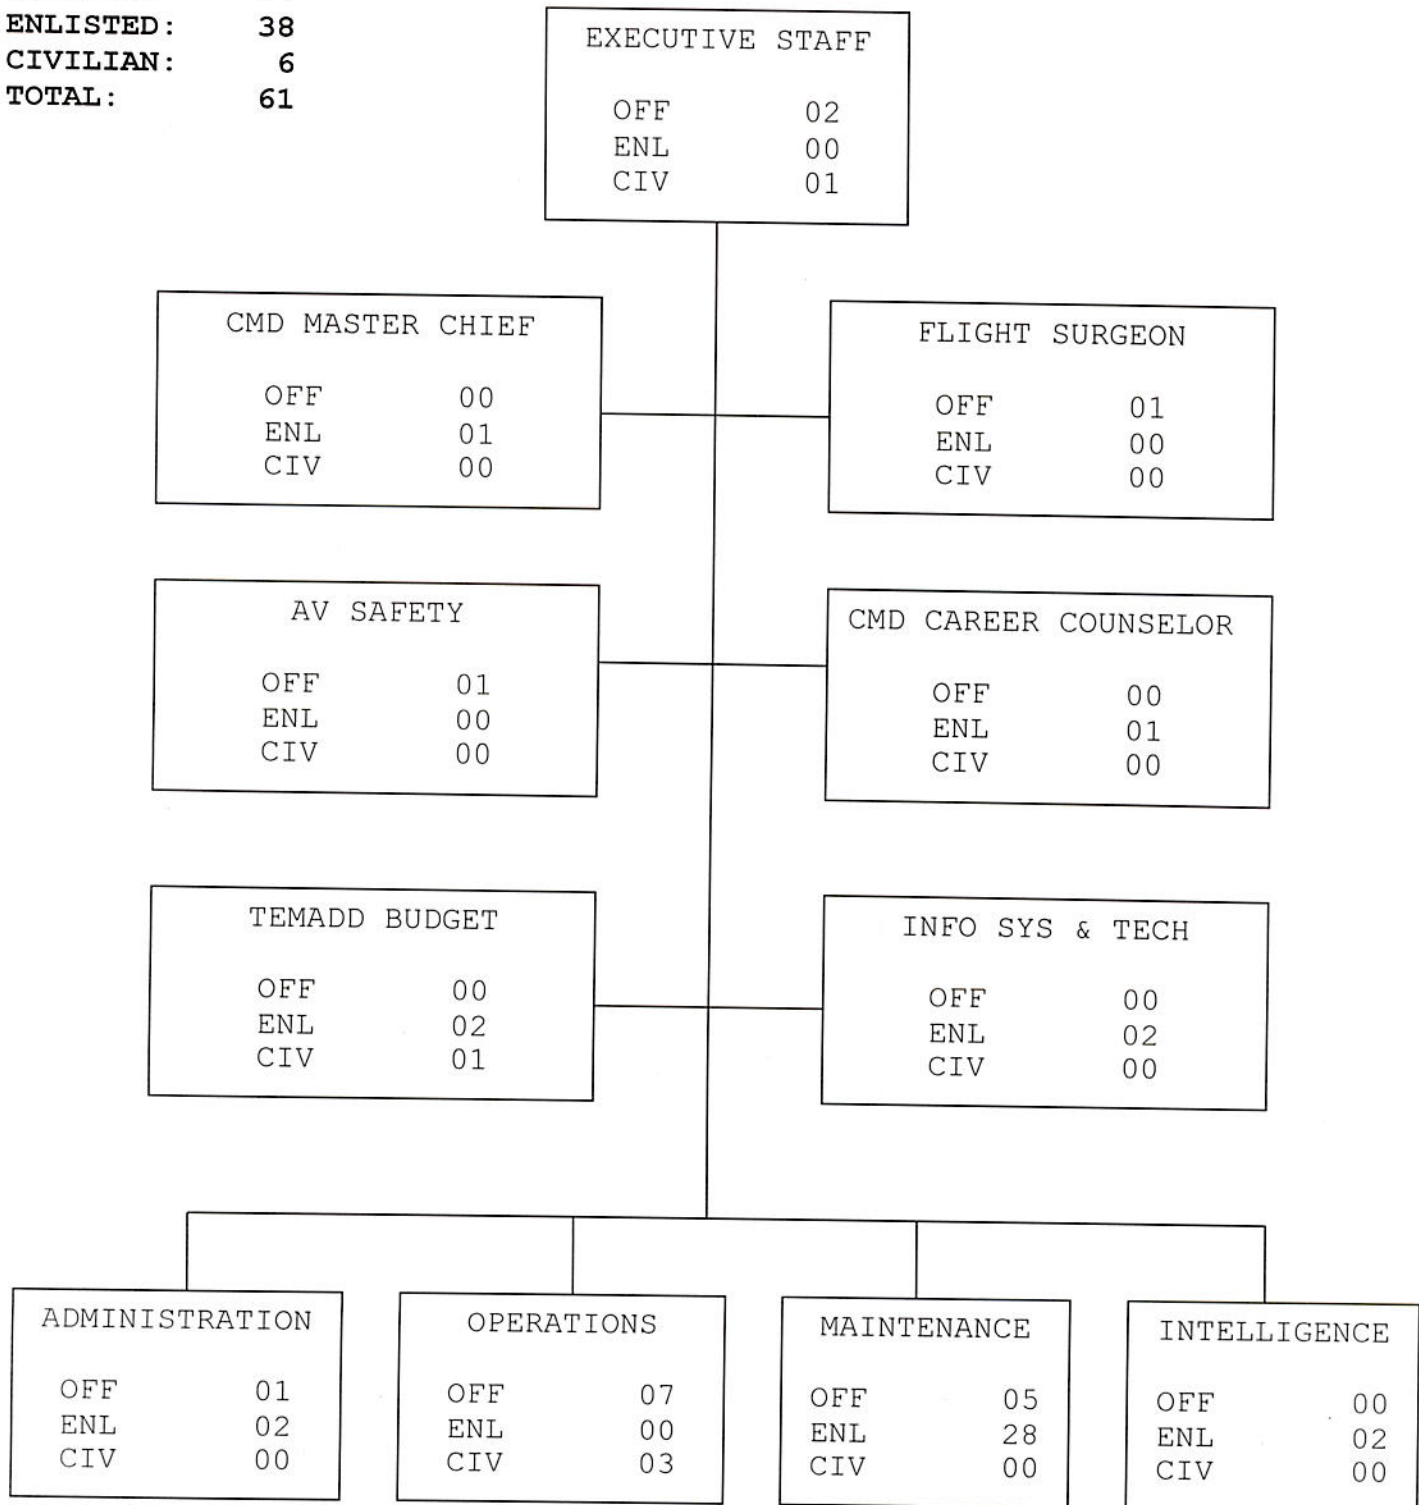 ENLISTED: 38
CIVILIAN: 6
TOTAL: 61
EXECUTIVE STAFF
OFF 02
ENL 00
CIV 01
CMD MASTER CHIEF
OFF 00
ENL 01
CIV 00
FLIGHT SURGEON
OFF 01
ENL 00
CIV 00
AV SAFETY
OFF 01
ENL 00
CIV 00
CMD CAREER COUNSELOR
OFF 00
ENL 01
CIV 00
TEMADD BUDGET
OFF 00
ENL 02
CIV 01
INFO SYS & TECH
OFF 00
ENL 02
CIV 00
ADMINISTRATION
OFF 01
ENL 02
CIV 00
OPERATIONS
OFF 07
ENL 00
CIV 03
MAINTENANCE
OFF 05
ENL 28
CIV 00
INTELLIGENCE
OFF 00
ENL 02
CIV 00